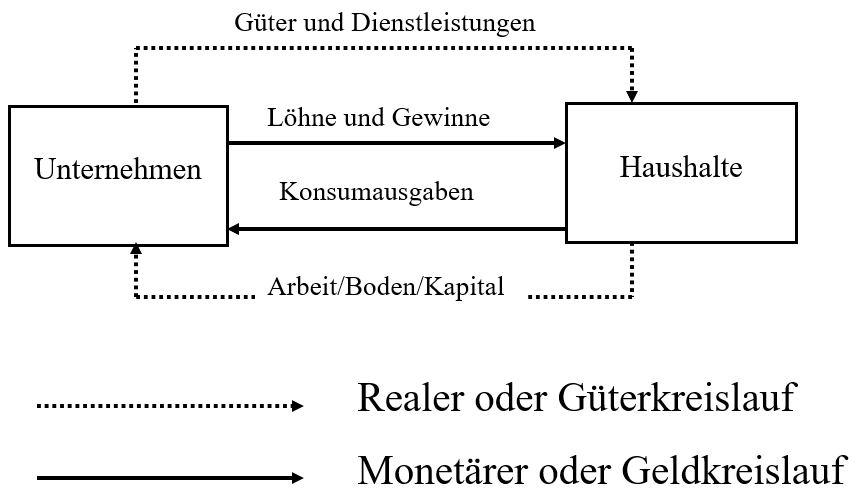 Güter und Dienstleistungen
Löhne und Gewinne
Unternehmen
Haushalte
Konsumausgaben
Arbeit/Boden/Kapital
Realer oder Güterkreislauf
Monetärer oder Geldkreislauf